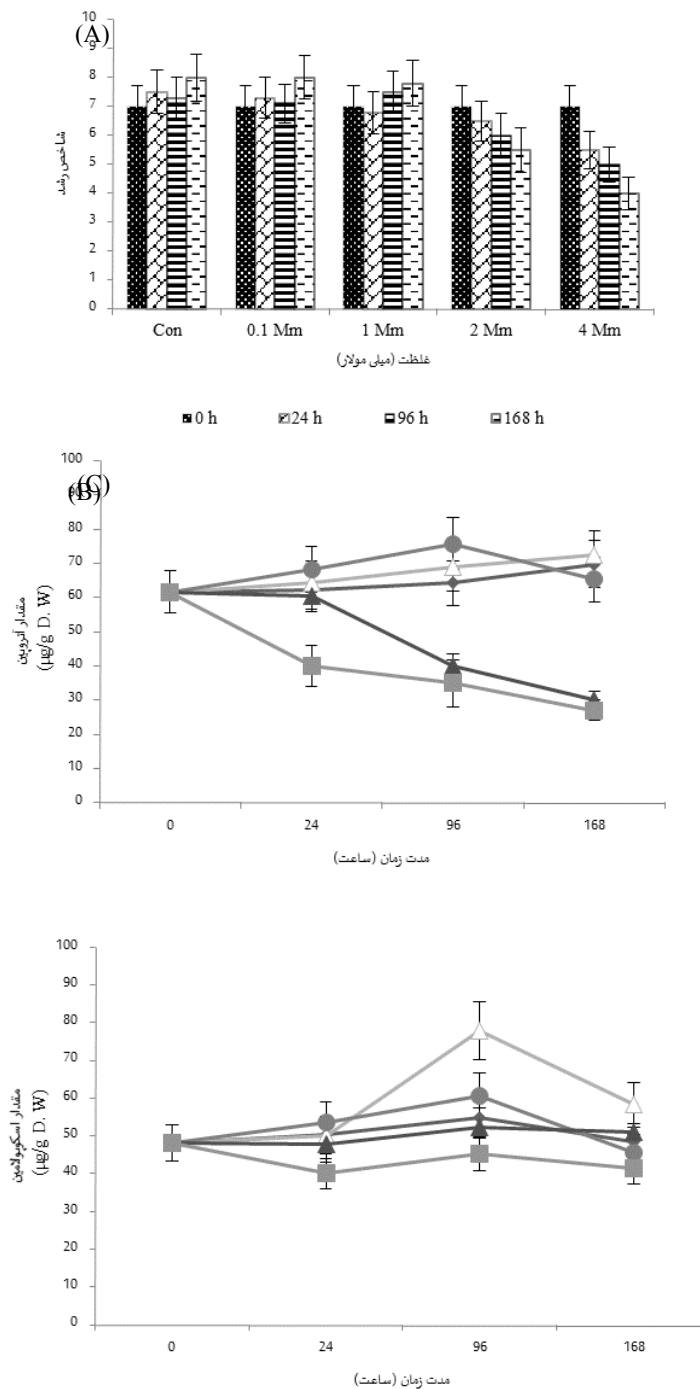 (A)
10
9
8
7
6
5
4
3
2
1
0
شاخص رشد
Con 0.1 Mm 1 Mm 2 Mm 4 Mm
غلظت (میلی مولار)
0 h 24 h 96 h 168 h
(C)
(B)
100
90
80
70
60
50
40
30
20
10
0
مقدار آتروپین
(µg/g D. W)
0 24 96 168
مدت زمان (ساعت)
100
90
80
70
60
50
40
30
20
10
0
مقدار اسکوپولامین
(µg/g D. W)
0 24 96 168
مدت زمان (ساعت)